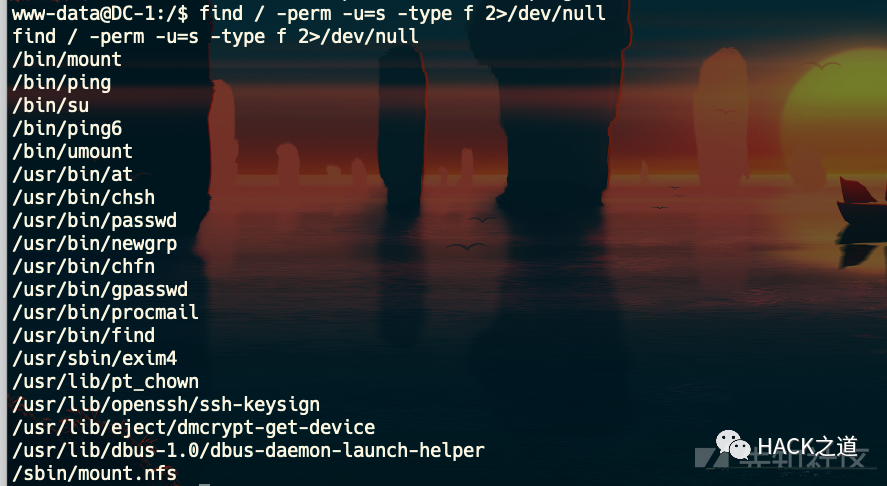 www-data@DC-1:/$ find / -perm -u=s -type f 2>/dev/null
find / -perm -u=s -type f 2>/dev/null
/bin/mount
/bin/ping
/bin/su
/bin/ping6
/bin/umount
/usr/bin/at
/usr/bin/chsh
/usr/bin/passwd
/usr/bin/newgrp
/usr/bin/chfn
/usr/bin/gpasswd
/usr/bin/procmail
/usr/bin/find
/usr/sbin/exim4
/usr/lib/pt_chown
/usr/lib/openssh/ssh-keysign
/usr/lib/eject/dmcrypt-get-device
/usr/lib/dbus-1.0/dbus-daemon-launch-helper
/sbin/mount.nfs
HACK之道